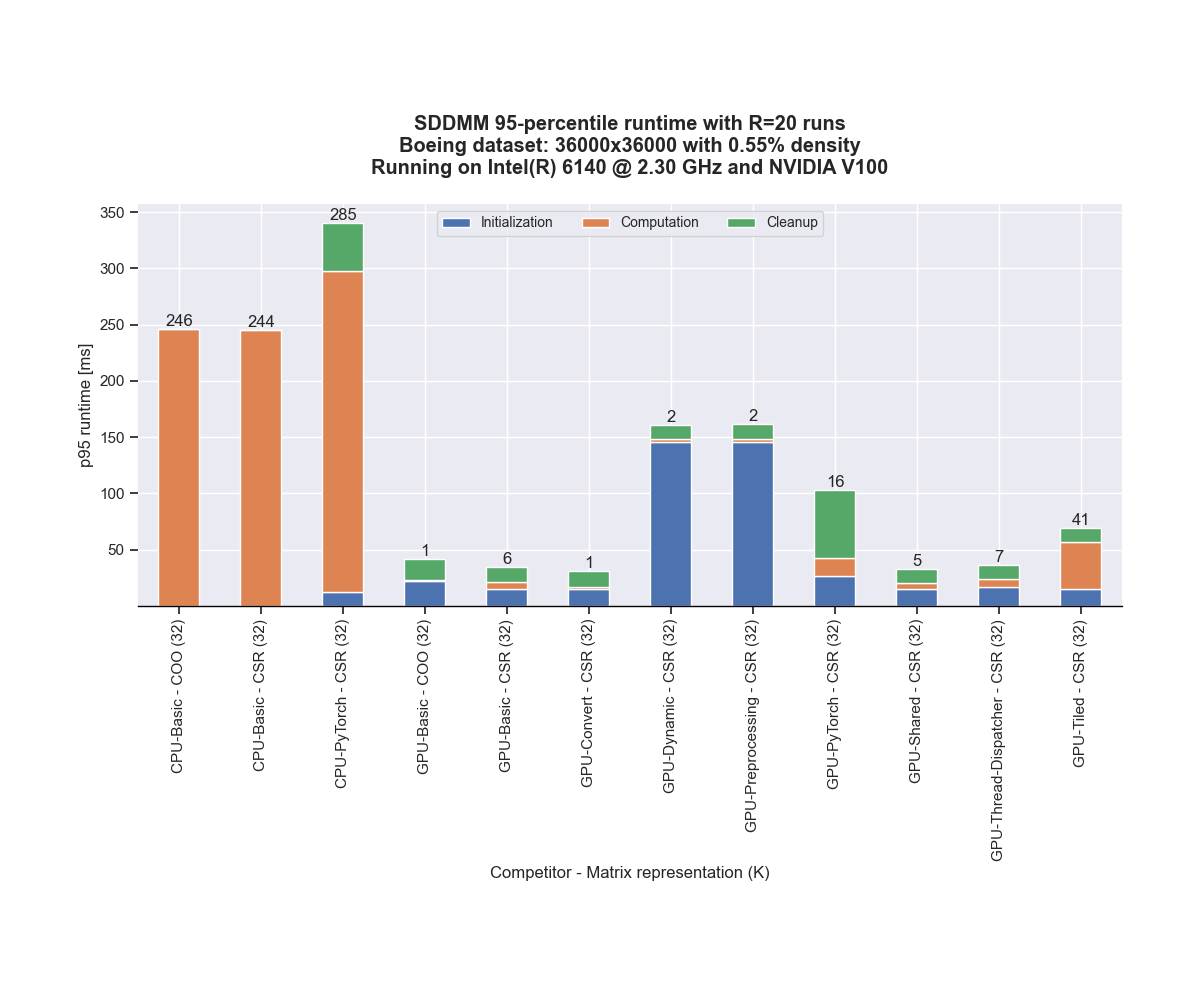 SDDMM 95-percentile runtime with R=20 runs
Boeing dataset: 36000x36000 with 0.55% density
Running on Intel(R) 6140 @ 2.30 GHz and NVIDIA V100
Initialization
Computation
Cleanup
p95 runtime [ms]
350
300
250
200
150
100
50
246
244
285
1
6
1
2
2
16
5
7
41
CPU-Basic - COO (32)
CPU-Basic - CSR (32)
CPU-PyTorch - CSR (32)
GPU-Basic - COO (32)
GPU-Basic - CSR (32)
GPU-Convert - CSR (32)
GPU-Dynamic - CSR (32)
GPU-Preprocessing - CSR (32)
GPU-PyTorch - CSR (32)
GPU-Shared - CSR (32)
GPU-Thread-Dispatcher - CSR (32)
GPU-Tiled - CSR (32)
Competitor - Matrix representation (K)